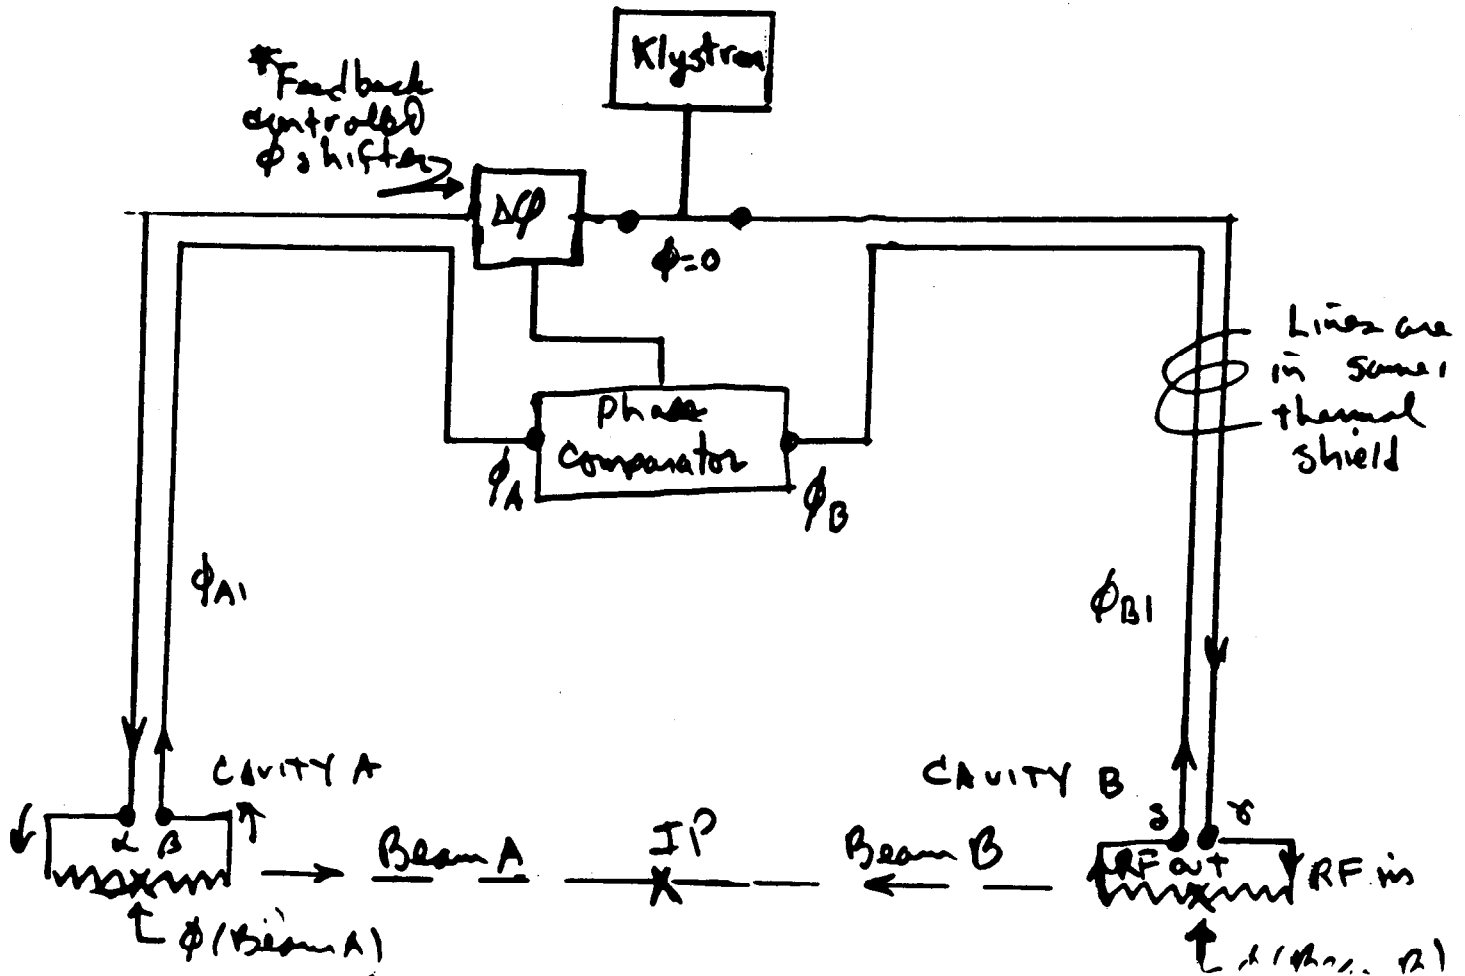 Klystron
*Feedback
controlled
φ shifter
Δφ
φ=0
Lines are
in same
thermal
shield
Phase
Comparator
φA
φB
φA1
φB1
CAVITY A
CAVITY B
α β
δ γ
Beam A
IP
Beam B
RF out
RF in
φ(Beam A)